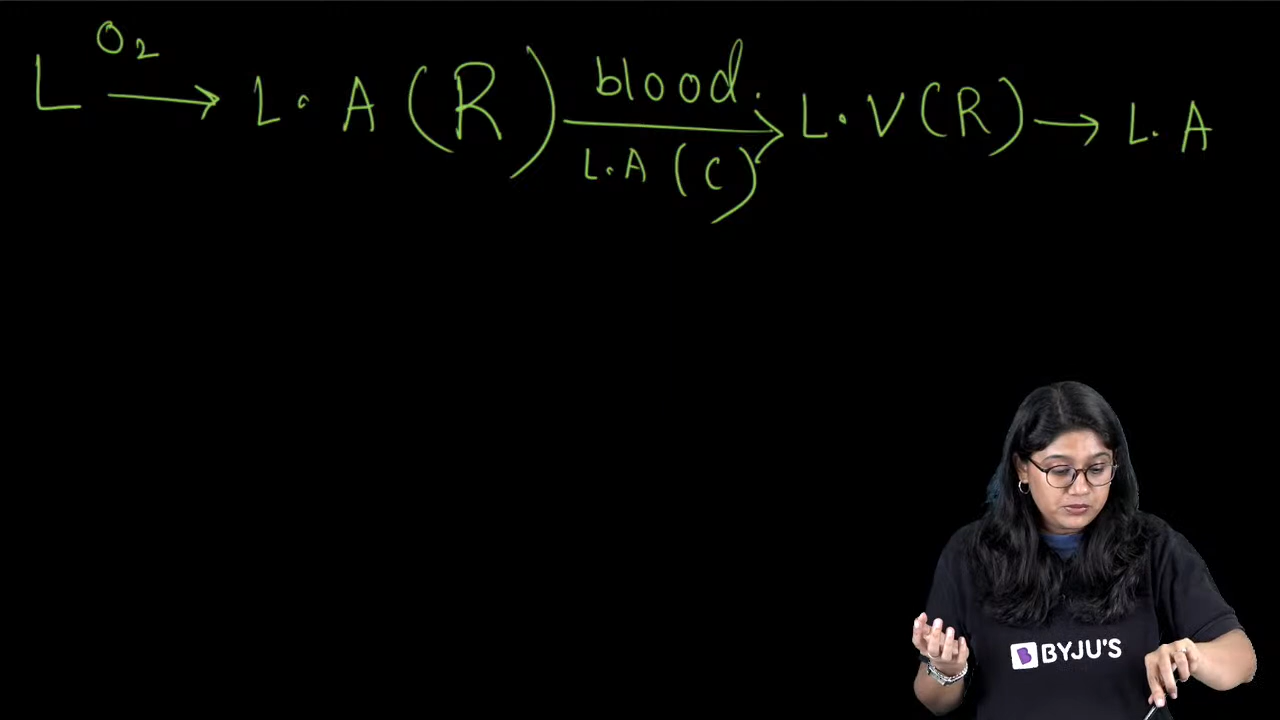 L O₂ → L.A (R) blood. → L.V (R) → L.A
L.A (C)
BYJU'S